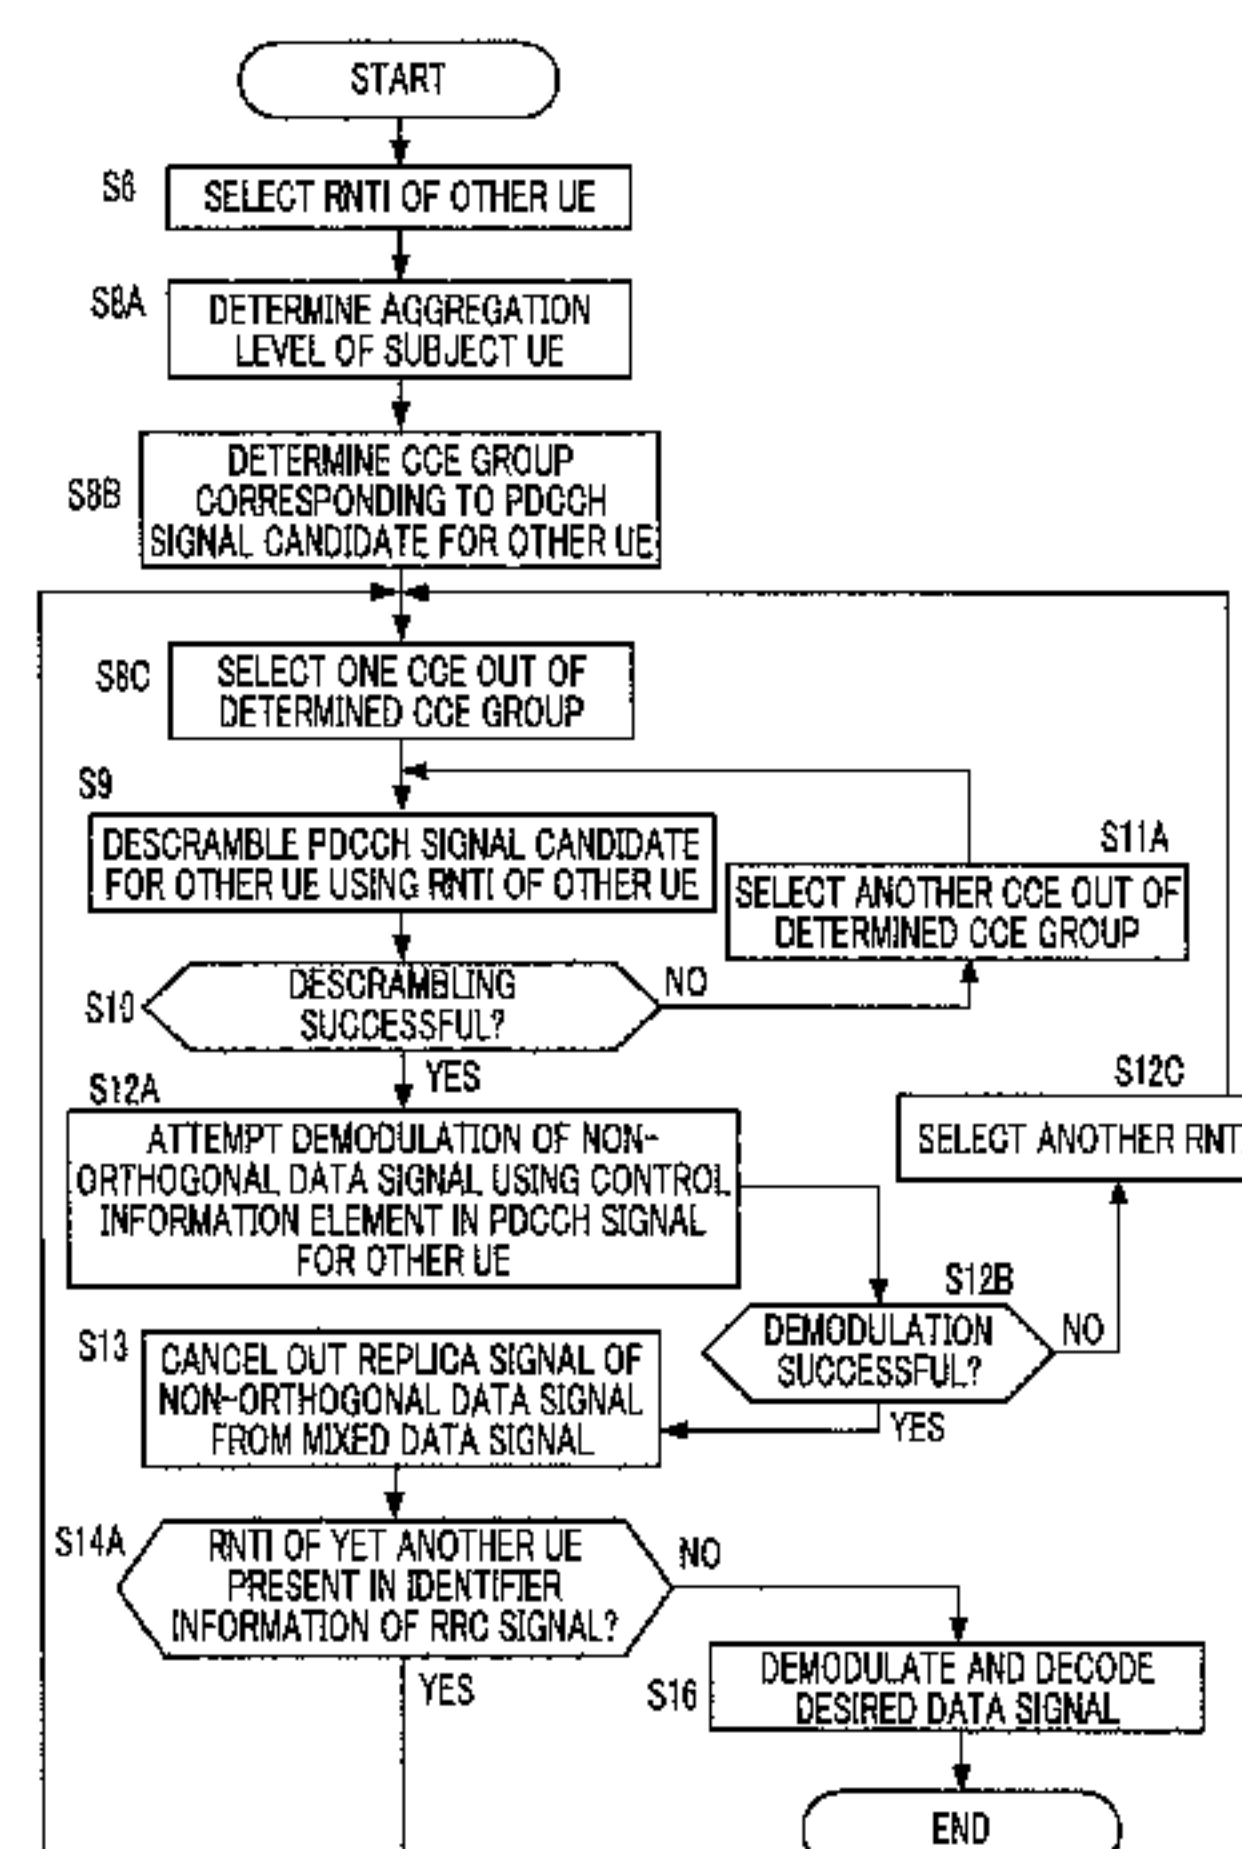 START
S6
SELECT RNTI OF OTHER UE
S8A
DETERMINE AGGREGATION
LEVEL OF SUBJECT UE
S8B
DETERMINE CCE GROUP
CORRESPONDING TO PDCCH
SIGNAL CANDIDATE FOR OTHER UE
S8C
SELECT ONE CCE OUT OF
DETERMINED CCE GROUP
S9
DESCRAMBLE PDCCH SIGNAL CANDIDATE
FOR OTHER UE USING RNTI OF OTHER UE
S11A
SELECT ANOTHER CCE OUT OF
DETERMINED CCE GROUP
S10
DESCRAMBLING
SUCCESSFUL?
NO
YES
S12A
ATTEMPT DEMODULATION OF NON-
ORTHOGONAL DATA SIGNAL USING CONTROL
INFORMATION ELEMENT IN PDCCH SIGNAL
FOR OTHER UE
S12C
SELECT ANOTHER RNT
S12B
DEMODULATION
SUCCESSFUL?
NO
YES
S13
CANCEL OUT REPLICA SIGNAL OF
NON-ORTHOGONAL DATA SIGNAL
FROM MIXED DATA SIGNAL
S14A
RNTI OF YET ANOTHER UE
PRESENT IN IDENTIFIER
INFORMATION OF RRC SIGNAL?
NO
YES
S16
DEMODULATE AND DECODE
DESIRED DATA SIGNAL
END